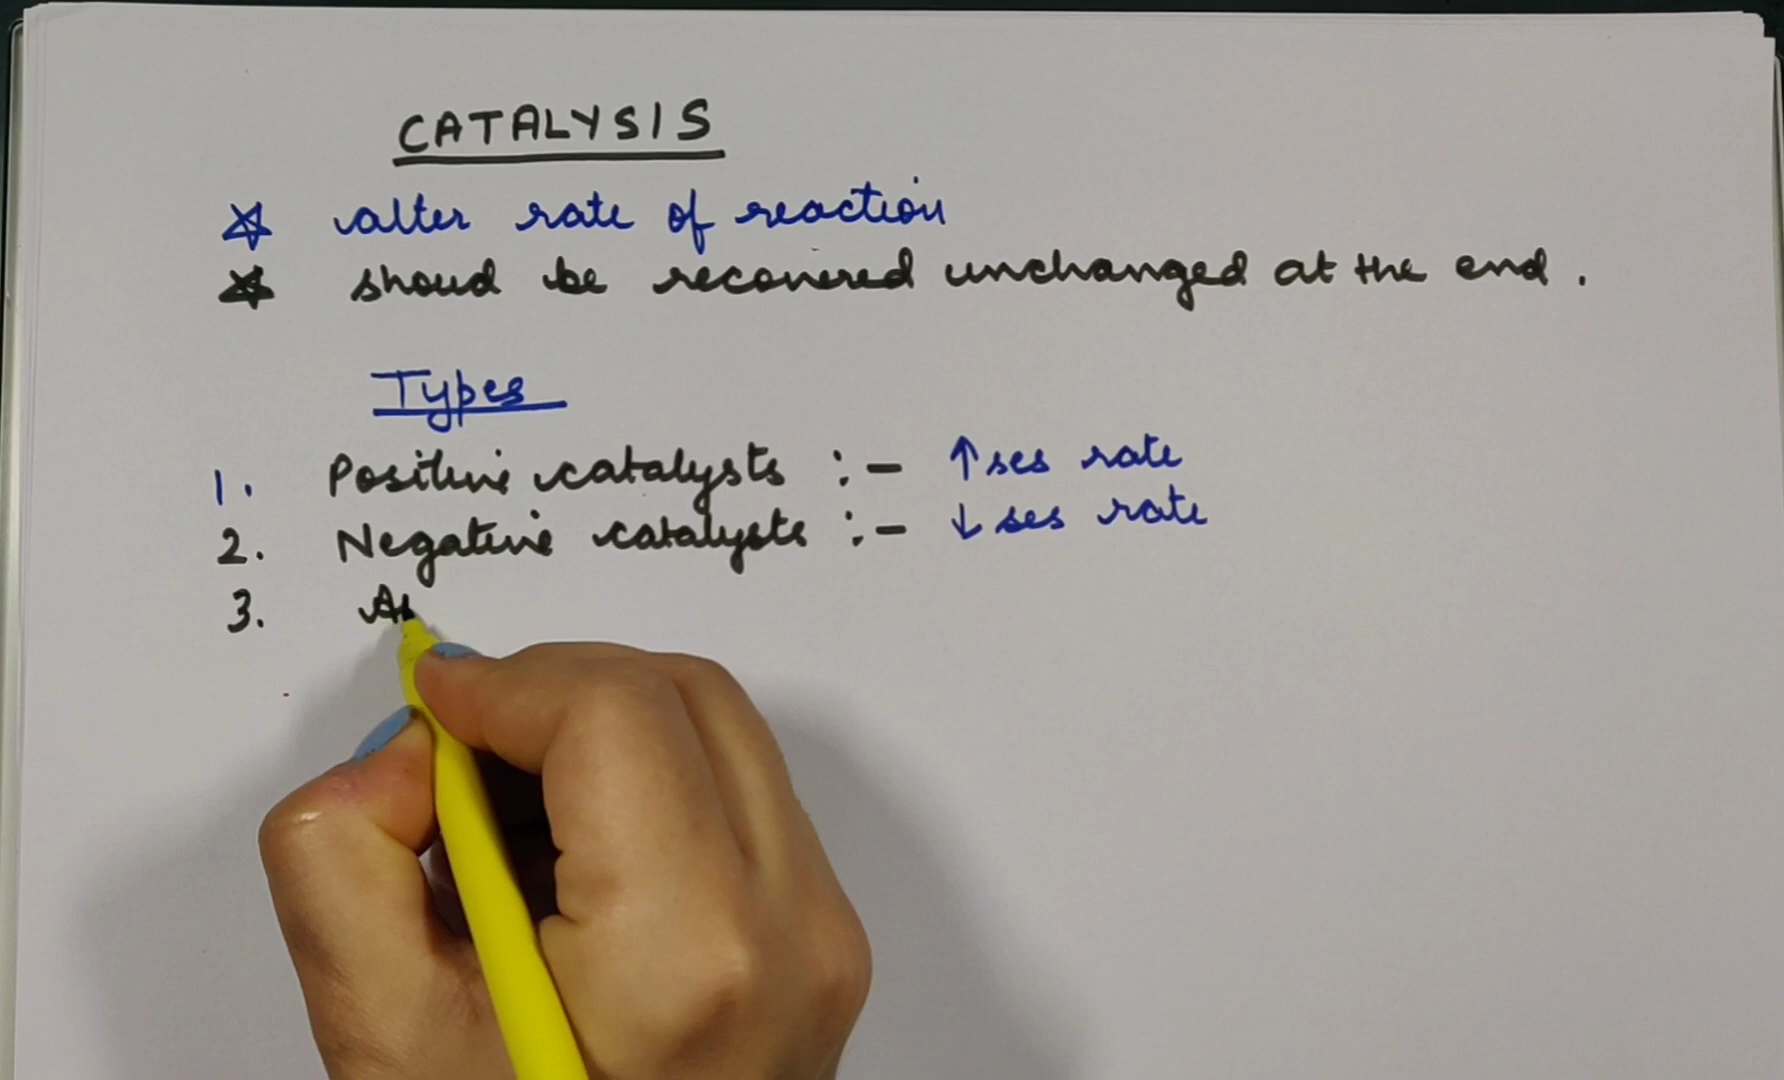 CATALYSIS
☆ alter rate of reaction
☆ shoud be recovered unchanged at the end.
Types
1. Positive catalysts :- ↑ses rate
2. Negative catalysts :- ↓ses rate
3.